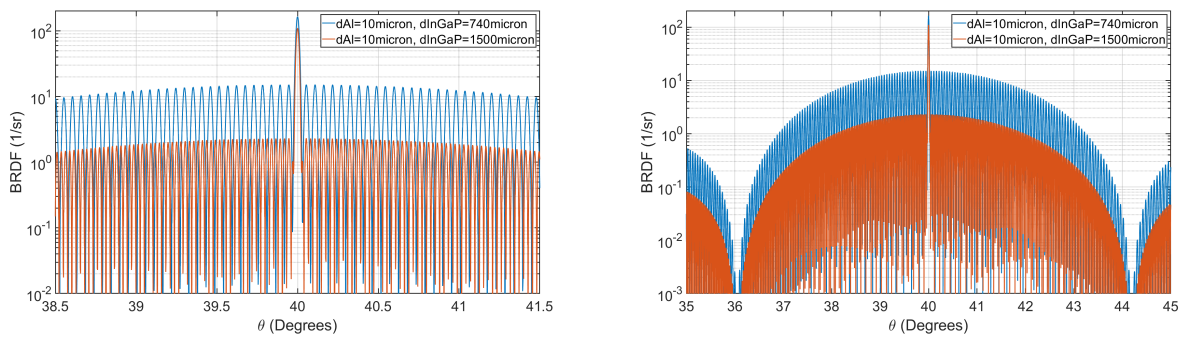 dAl=10micron, dInGaP=740micron
dAl=10micron, dInGaP=1500micron
BRDF (1/sr)
10^2
10^1
10^0
10^-1
10^-2
38.5 39 39.5 40 40.5 41 41.5
θ (Degrees)
dAl=10micron, dInGaP=740micron
dAl=10micron, dInGaP=1500micron
BRDF (1/sr)
10^2
10^1
10^0
10^-1
10^-2
10^-3
35 36 37 38 39 40 41 42 43 44 45
θ (Degrees)